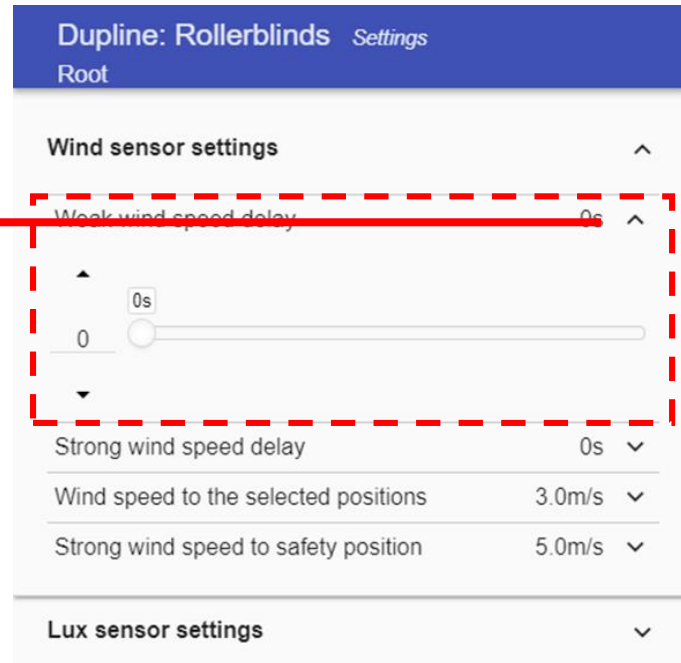 Dupline: Rollerblinds Settings
Root
Wind sensor settings
Weak wind speed delay 0s
0s
0
Strong wind speed delay 0s
Wind speed to the selected positions 3.0m/s
Strong wind speed to safety position 5.0m/s
Lux sensor settings